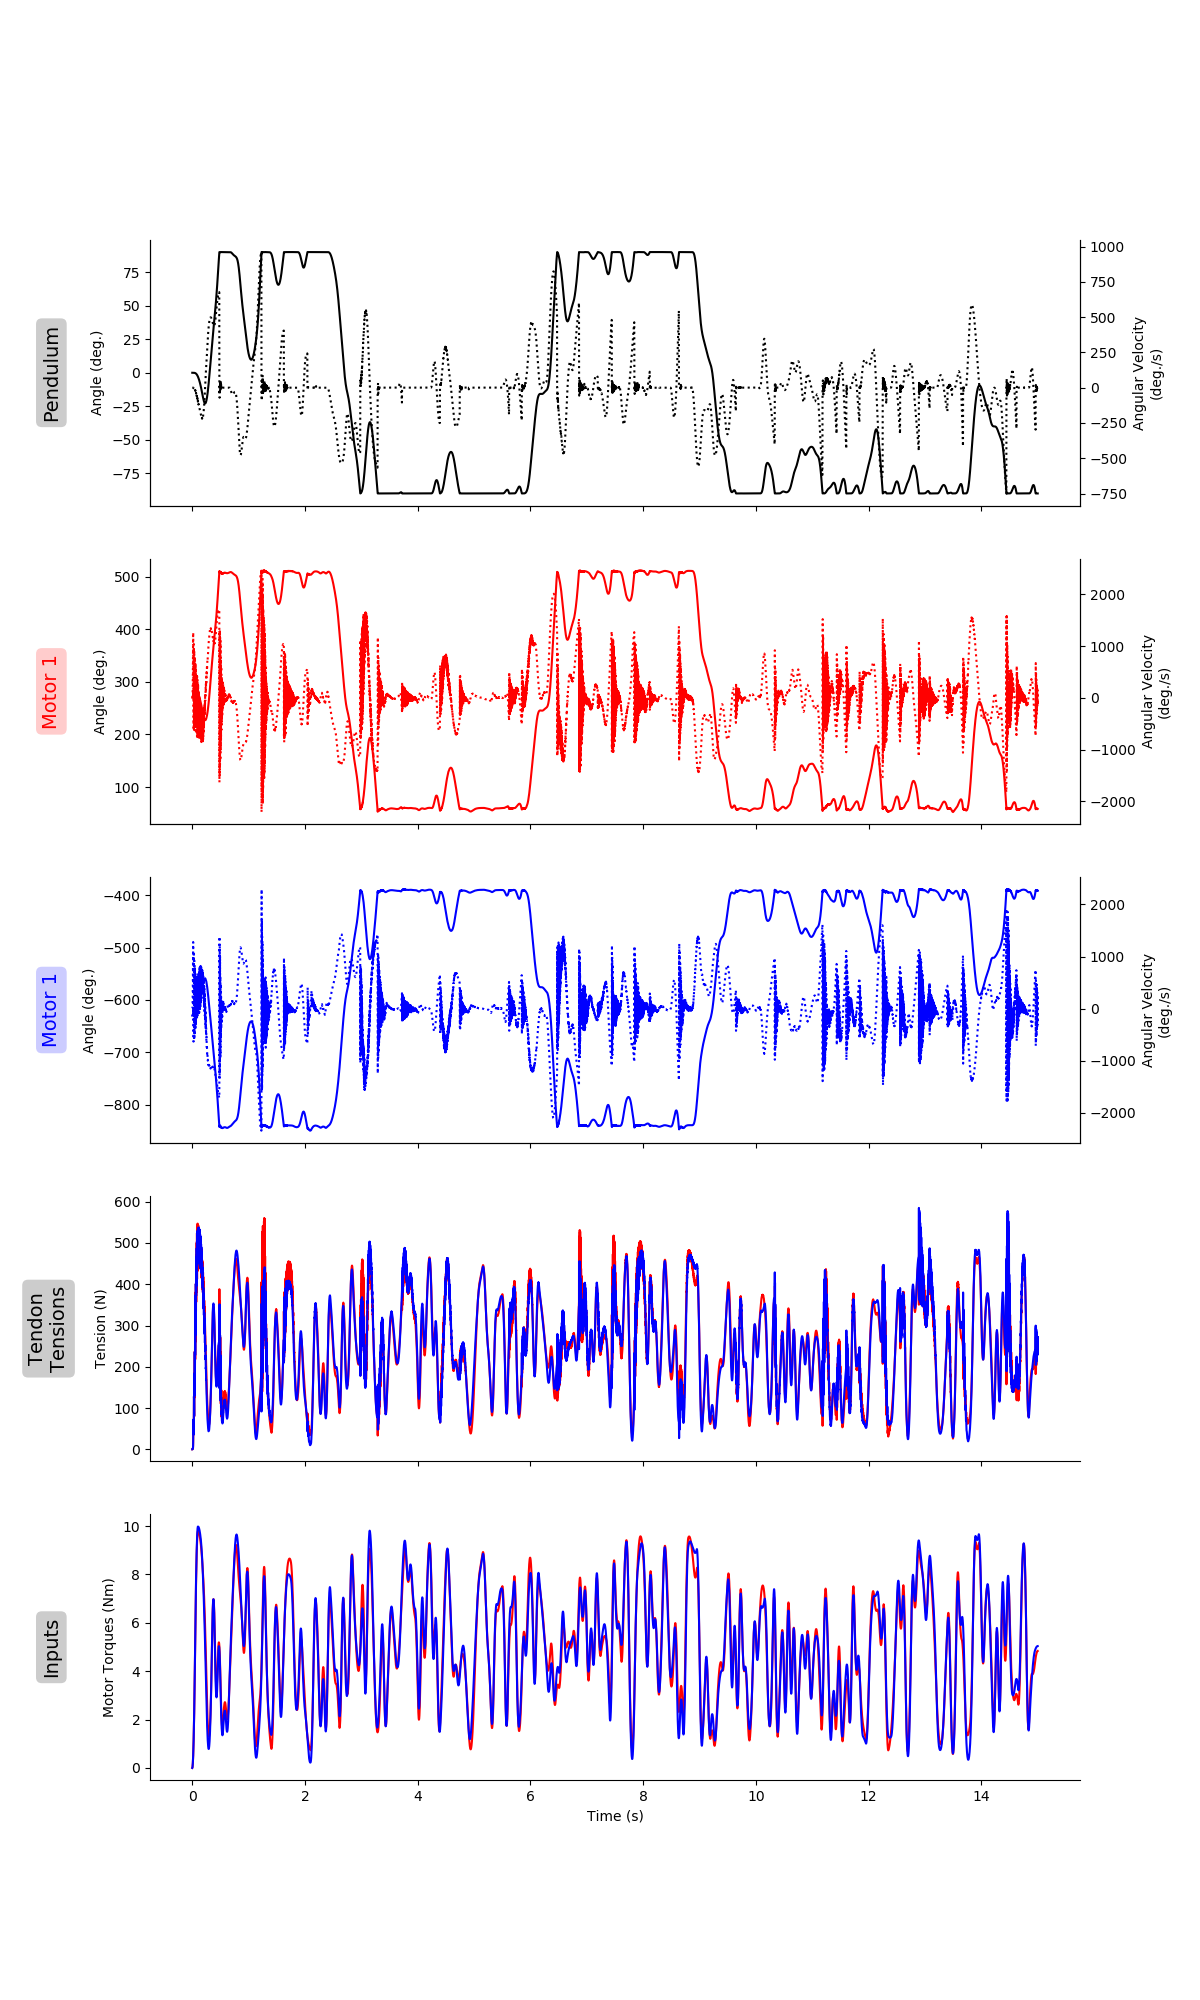 Pendulum
Angle (deg.)
75
50
25
0
−25
−50
−75
1000
750
500
250
0
−250
−500
−750
Angular Velocity
(deg./s)
Motor 1
Angle (deg.)
500
400
300
200
100
2000
1000
0
−1000
−2000
Angular Velocity
(deg./s)
Motor 1
Angle (deg.)
−400
−500
−600
−700
−800
2000
1000
0
−1000
−2000
Angular Velocity
(deg./s)
Tendon
Tensions
Tension (N)
600
500
400
300
200
100
0
Inputs
Motor Torques (Nm)
10
8
6
4
2
0
0 2 4 6 8 10 12 14
Time (s)